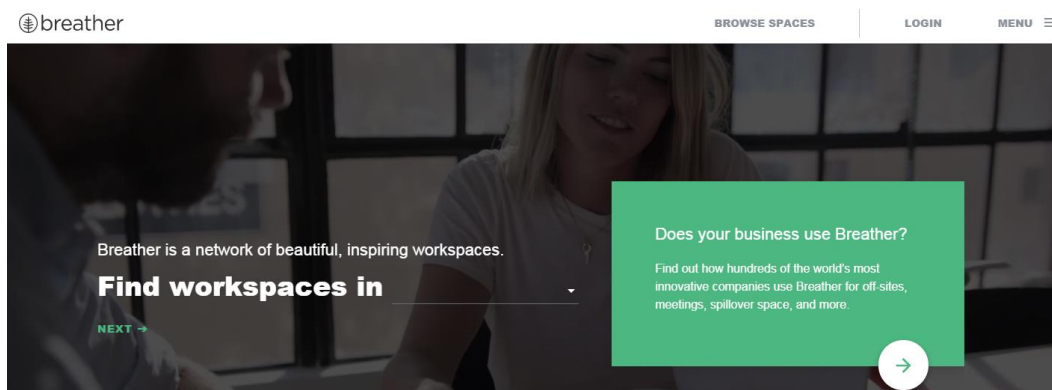 breather
BROWSE SPACES
LOGIN
MENU
Breather is a network of beautiful, inspiring workspaces.
Find workspaces in
NEXT →
Does your business use Breather?
Find out how hundreds of the world's most
innovative companies use Breather for off-sites,
meetings, spillover space, and more.